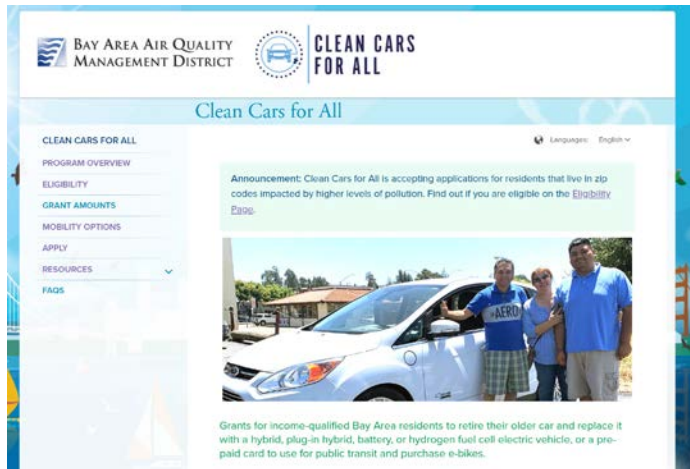 BAY AREA AIR QUALITY
MANAGEMENT DISTRICT
CLEAN CARS
FOR ALL
Clean Cars for All
CLEAN CARS FOR ALL
PROGRAM OVERVIEW
ELIGIBILITY
GRANT AMOUNTS
MOBILITY OPTIONS
APPLY
RESOURCES
FAQS
Languages: English
Announcement: Clean Cars for All is accepting applications for residents that live in zip
codes impacted by higher levels of pollution. Find out if you are eligible on the Eligibility
Page.
AERO
Grants for income-qualified Bay Area residents to retire their older car and replace it
with a hybrid, plug-in hybrid, battery, or hydrogen fuel cell electric vehicle, or a pre-
paid card to use for public transit and purchase e-bikes.